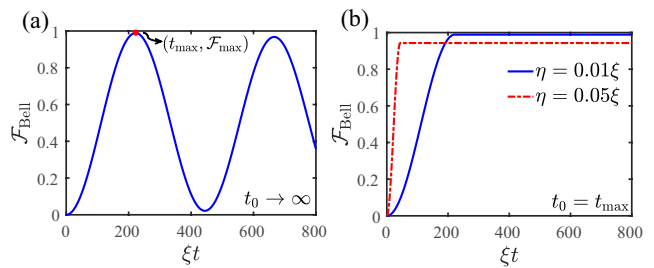 (a)
1
0.8
0.6
0.4
0.2
0
ℱ_Bell
(t_max, ℱ_max)
t_0 → ∞
0 200 400 600 800
ξt
(b)
1
0.8
0.6
0.4
0.2
0
ℱ_Bell
η = 0.01ξ
η = 0.05ξ
t_0 = t_max
0 200 400 600 800
ξt